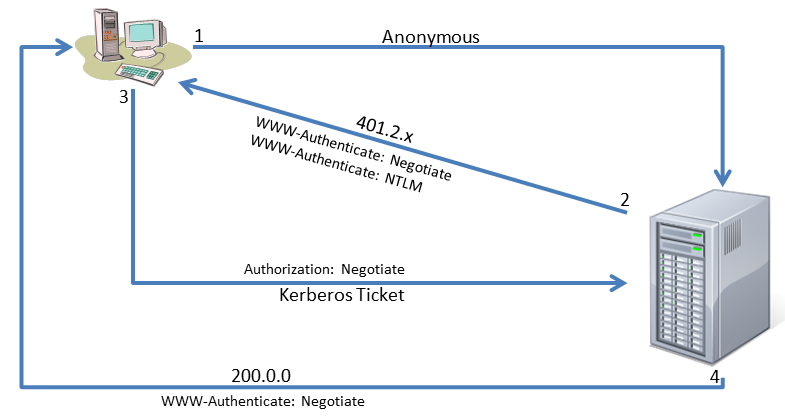 1
Anonymous
401.2.x
WWW-Authenticate: Negotiate
WWW-Authenticate: NTLM
2
3
Authorization: Negotiate
Kerberos Ticket
200.0.0
4
WWW-Authenticate: Negotiate